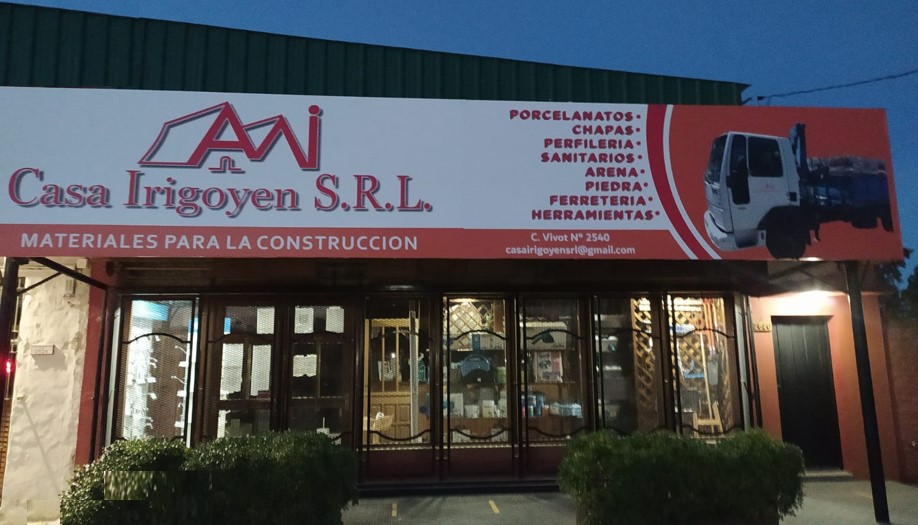 Casa Irigoyen S.R.L.
MATERIALES PARA LA CONSTRUCCION
PORCELANATOS•
CHAPAS•
PERFILERIA•
SANITARIOS•
ARENA•
PIEDRA•
FERRETERIA•
HERRAMIENTAS•
C. Vivot Nº 2540
casairigoyensrl@gmail.com